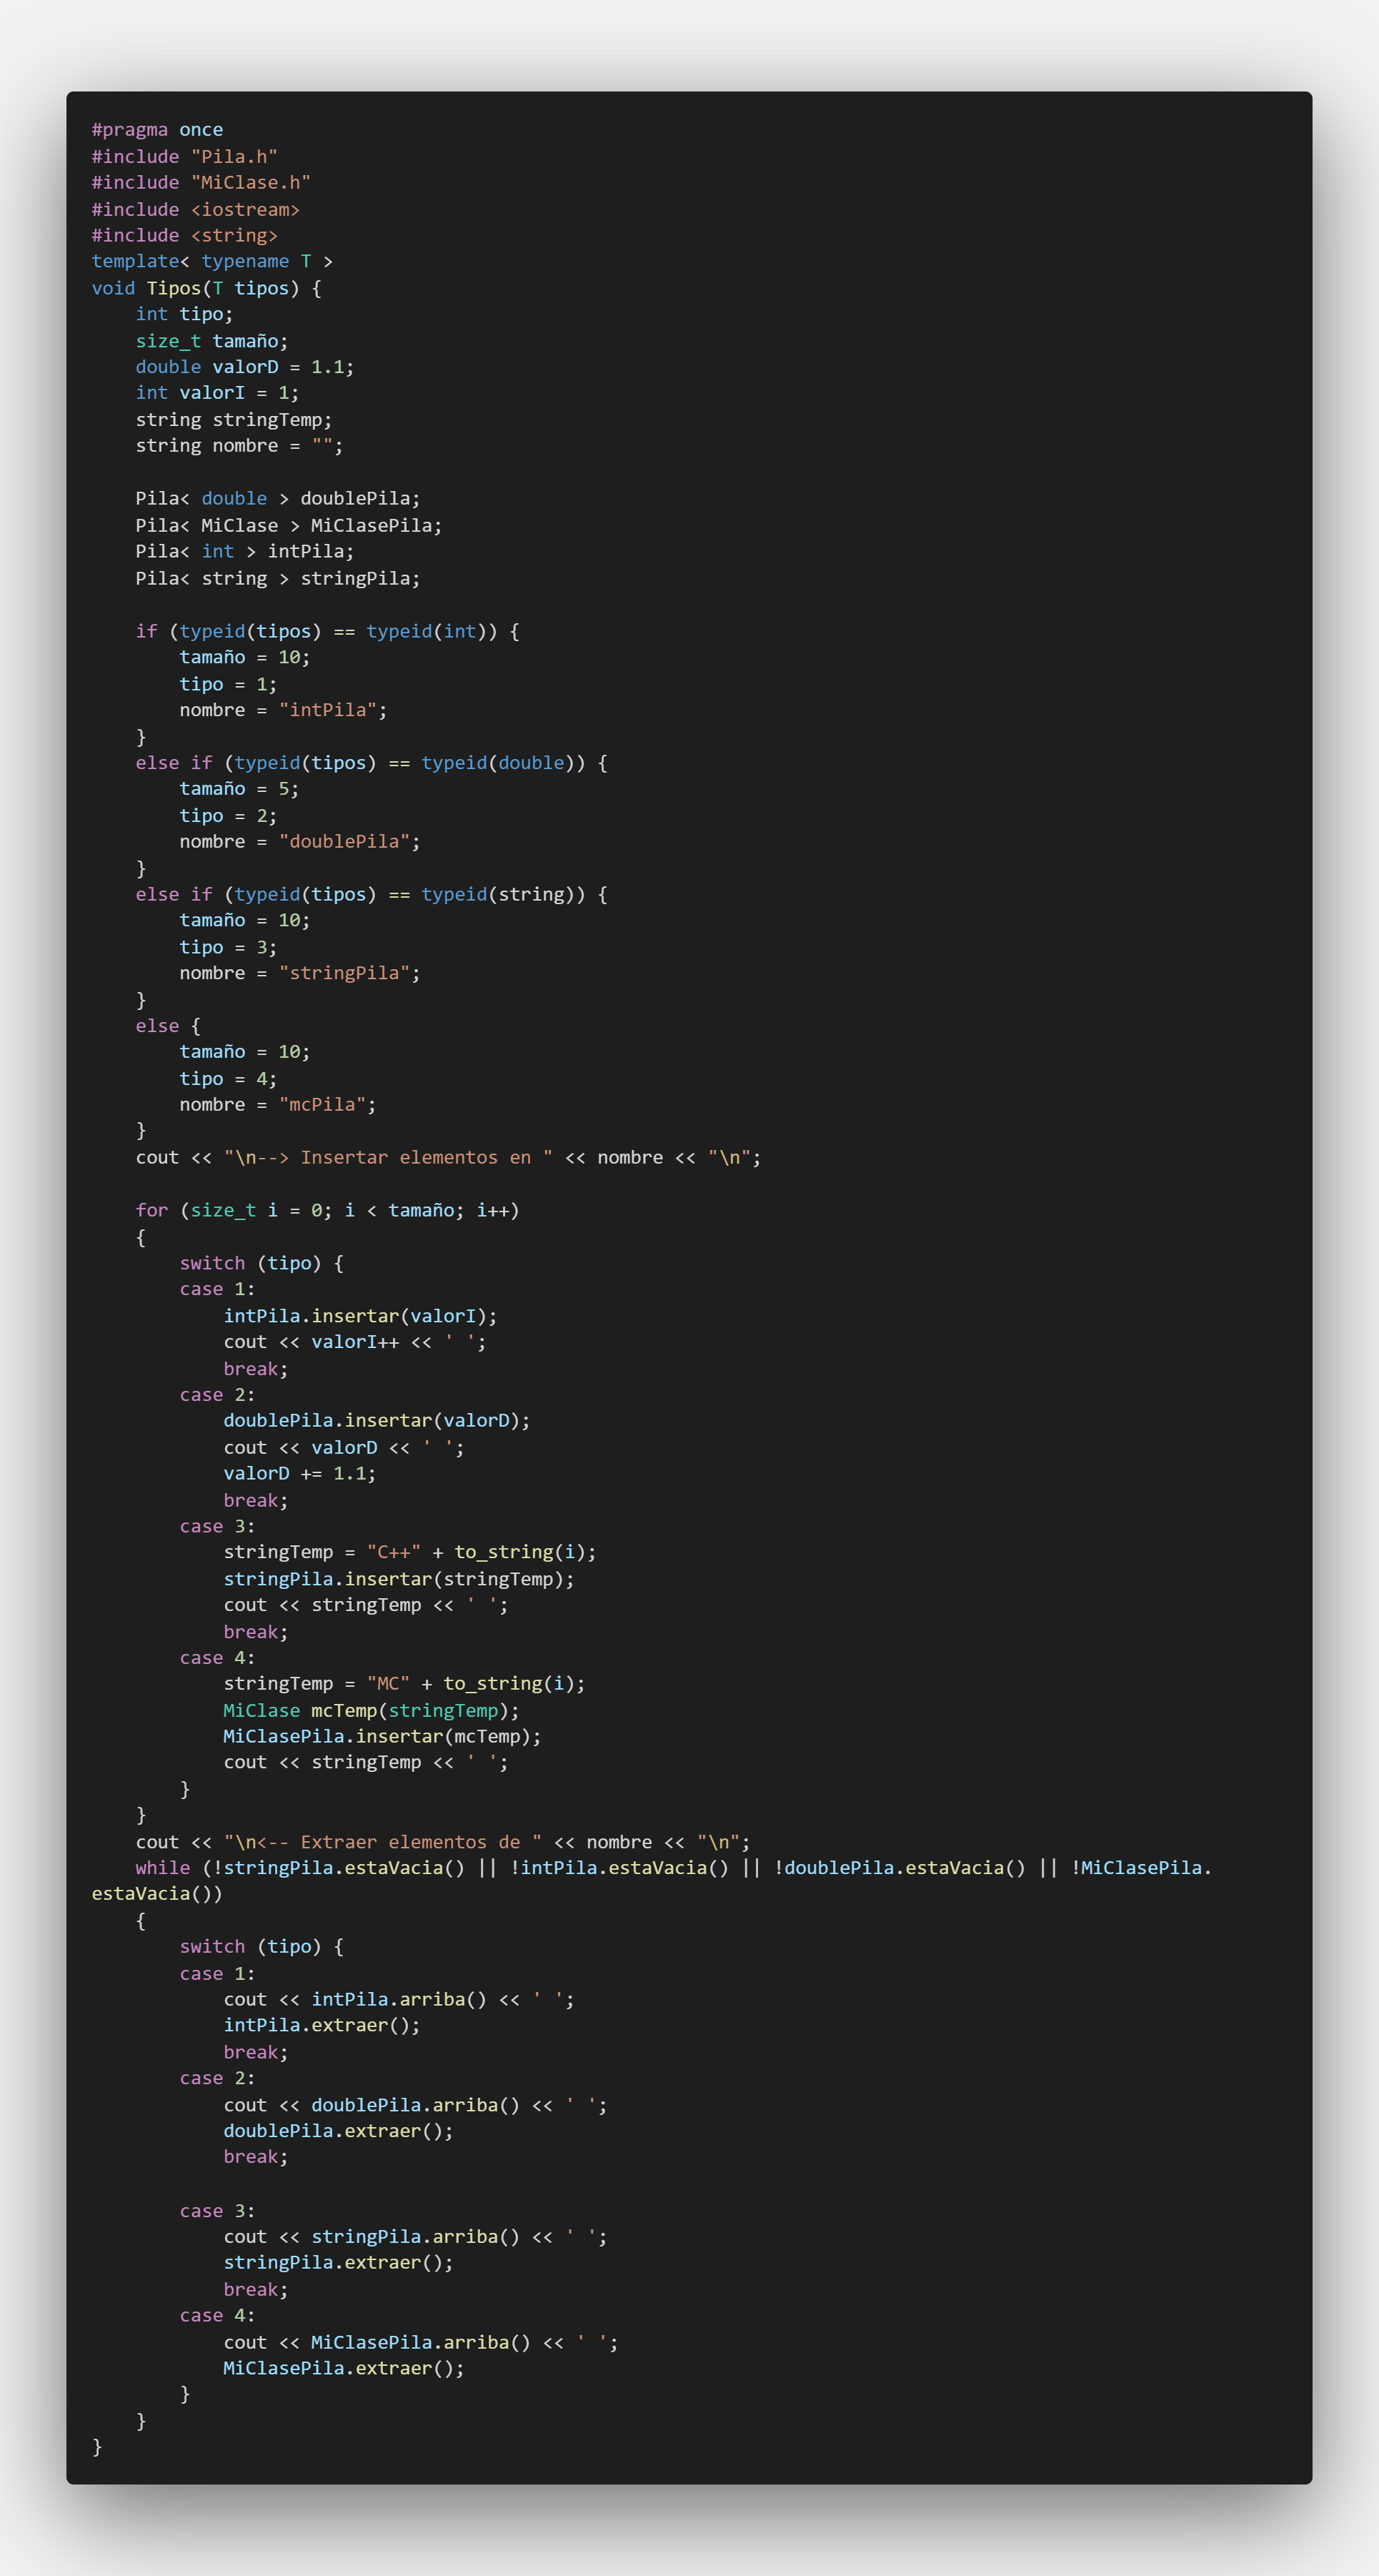 #pragma once
#include "Pila.h"
#include "MiClase.h"
#include <iostream>
#include <string>
template< typename T >
void Tipos(T tipos) {
    int tipo;
    size_t tamaño;
    double valorD = 1.1;
    int valorI = 1;
    string stringTemp;
    string nombre = "";

    Pila< double > doublePila;
    Pila< MiClase > MiClasePila;
    Pila< int > intPila;
    Pila< string > stringPila;

    if (typeid(tipos) == typeid(int)) {
        tamaño = 10;
        tipo = 1;
        nombre = "intPila";
    }
    else if (typeid(tipos) == typeid(double)) {
        tamaño = 5;
        tipo = 2;
        nombre = "doublePila";
    }
    else if (typeid(tipos) == typeid(string)) {
        tamaño = 10;
        tipo = 3;
        nombre = "stringPila";
    }
    else {
        tamaño = 10;
        tipo = 4;
        nombre = "mcPila";
    }
    cout << "\n--> Insertar elementos en " << nombre << "\n";

    for (size_t i = 0; i < tamaño; i++)
    {
        switch (tipo) {
        case 1:
            intPila.insertar(valorI);
            cout << valorI++ << ' ';
            break;
        case 2:
            doublePila.insertar(valorD);
            cout << valorD << ' ';
            valorD += 1.1;
            break;
        case 3:
            stringTemp = "C++" + to_string(i);
            stringPila.insertar(stringTemp);
            cout << stringTemp << ' ';
            break;
        case 4:
            stringTemp = "MC" + to_string(i);
            MiClase mcTemp(stringTemp);
            MiClasePila.insertar(mcTemp);
            cout << stringTemp << ' ';
        }
    }
    cout << "\n<-- Extraer elementos de " << nombre << "\n";
    while (!stringPila.estaVacia() || !intPila.estaVacia() || !doublePila.estaVacia() || !MiClasePila.
estaVacia())
    {
        switch (tipo) {
        case 1:
            cout << intPila.arriba() << ' ';
            intPila.extraer();
            break;
        case 2:
            cout << doublePila.arriba() << ' ';
            doublePila.extraer();
            break;

        case 3:
            cout << stringPila.arriba() << ' ';
            stringPila.extraer();
            break;
        case 4:
            cout << MiClasePila.arriba() << ' ';
            MiClasePila.extraer();
        }
    }
}